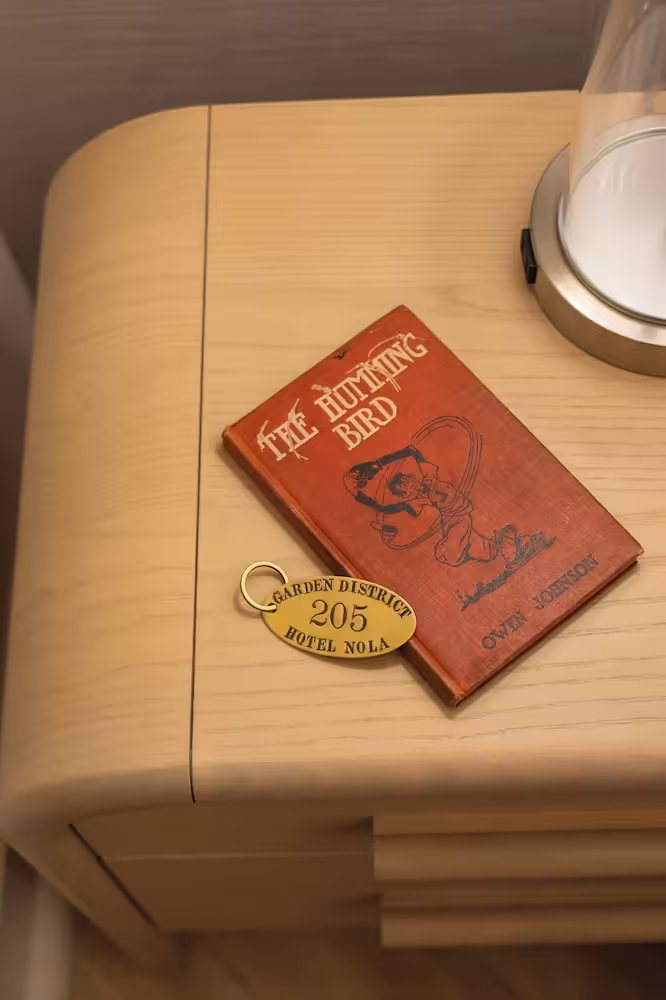 THE HUMMING
BIRD
OWEN JOHNSON
GARDEN DISTRICT
205
HOTEL NOLA